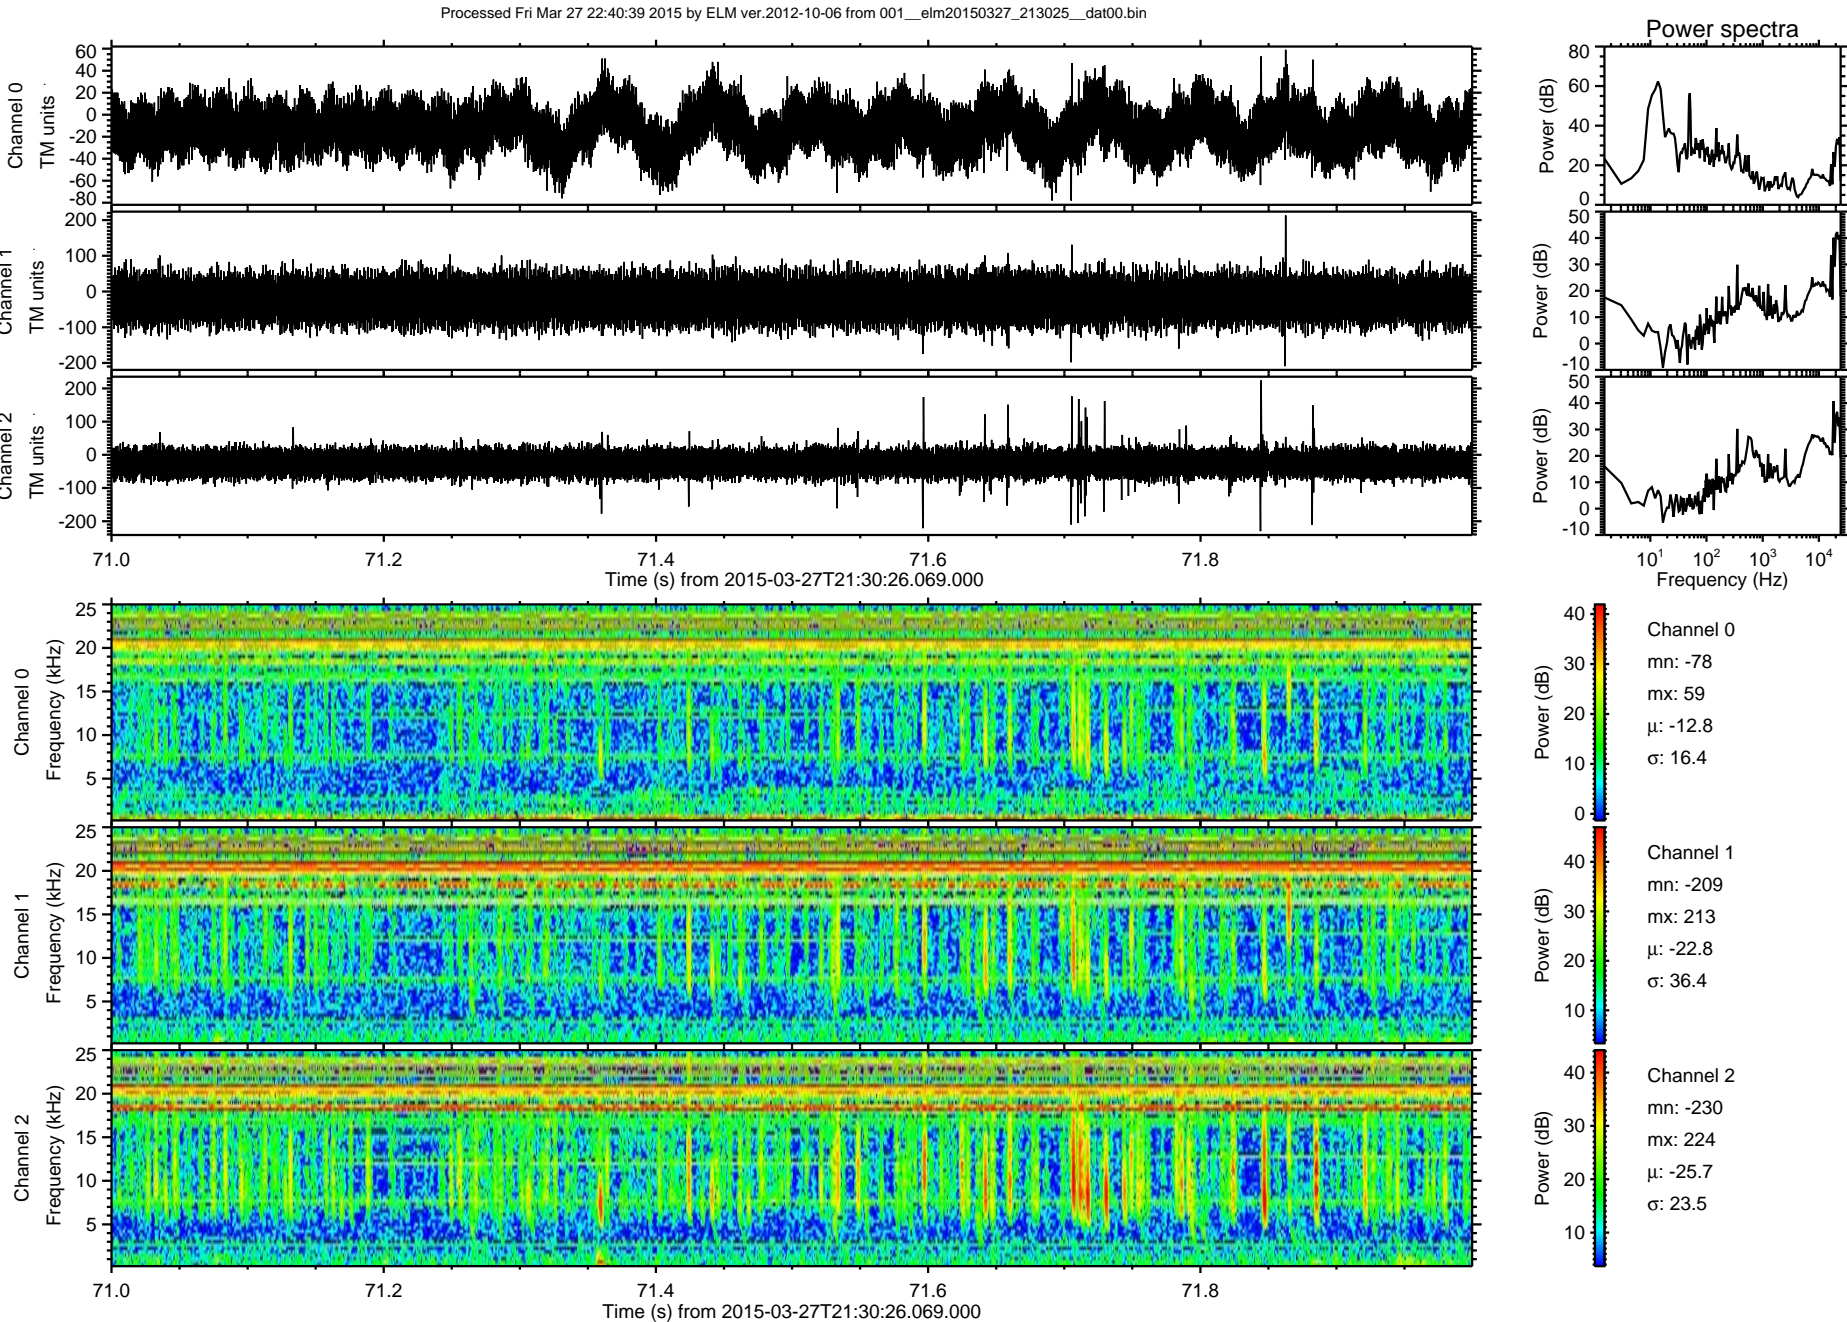 Processed Fri Mar 27 22:40:39 2015 by ELM ver.2012-10-06 from 001__elm20150327_213025__dat00.bin
Power spectra
Channel 0
TM units
60
40
20
0
-20
-40
-60
-80
Power (dB)
80
60
40
20
0
Channel 1
TM units
200
100
0
-100
-200
Power (dB)
50
40
30
20
10
0
-10
Channel 2
TM units
200
100
0
-100
-200
Power (dB)
50
40
30
20
10
0
-10
71.0 71.2 71.4 71.6 71.8
Time (s) from 2015-03-27T21:30:26.069.000
10¹ 10² 10³ 10⁴
Frequency (Hz)
Channel 0
Frequency (kHz)
25
20
15
10
5
Power (dB)
40
30
20
10
0
Channel 0
mn: -78
mx: 59
μ: -12.8
σ: 16.4
Channel 1
Frequency (kHz)
25
20
15
10
5
Power (dB)
40
30
20
10
Channel 1
mn: -209
mx: 213
μ: -22.8
σ: 36.4
Channel 2
Frequency (kHz)
25
20
15
10
5
Power (dB)
40
30
20
10
Channel 2
mn: -230
mx: 224
μ: -25.7
σ: 23.5
71.0 71.2 71.4 71.6 71.8
Time (s) from 2015-03-27T21:30:26.069.000